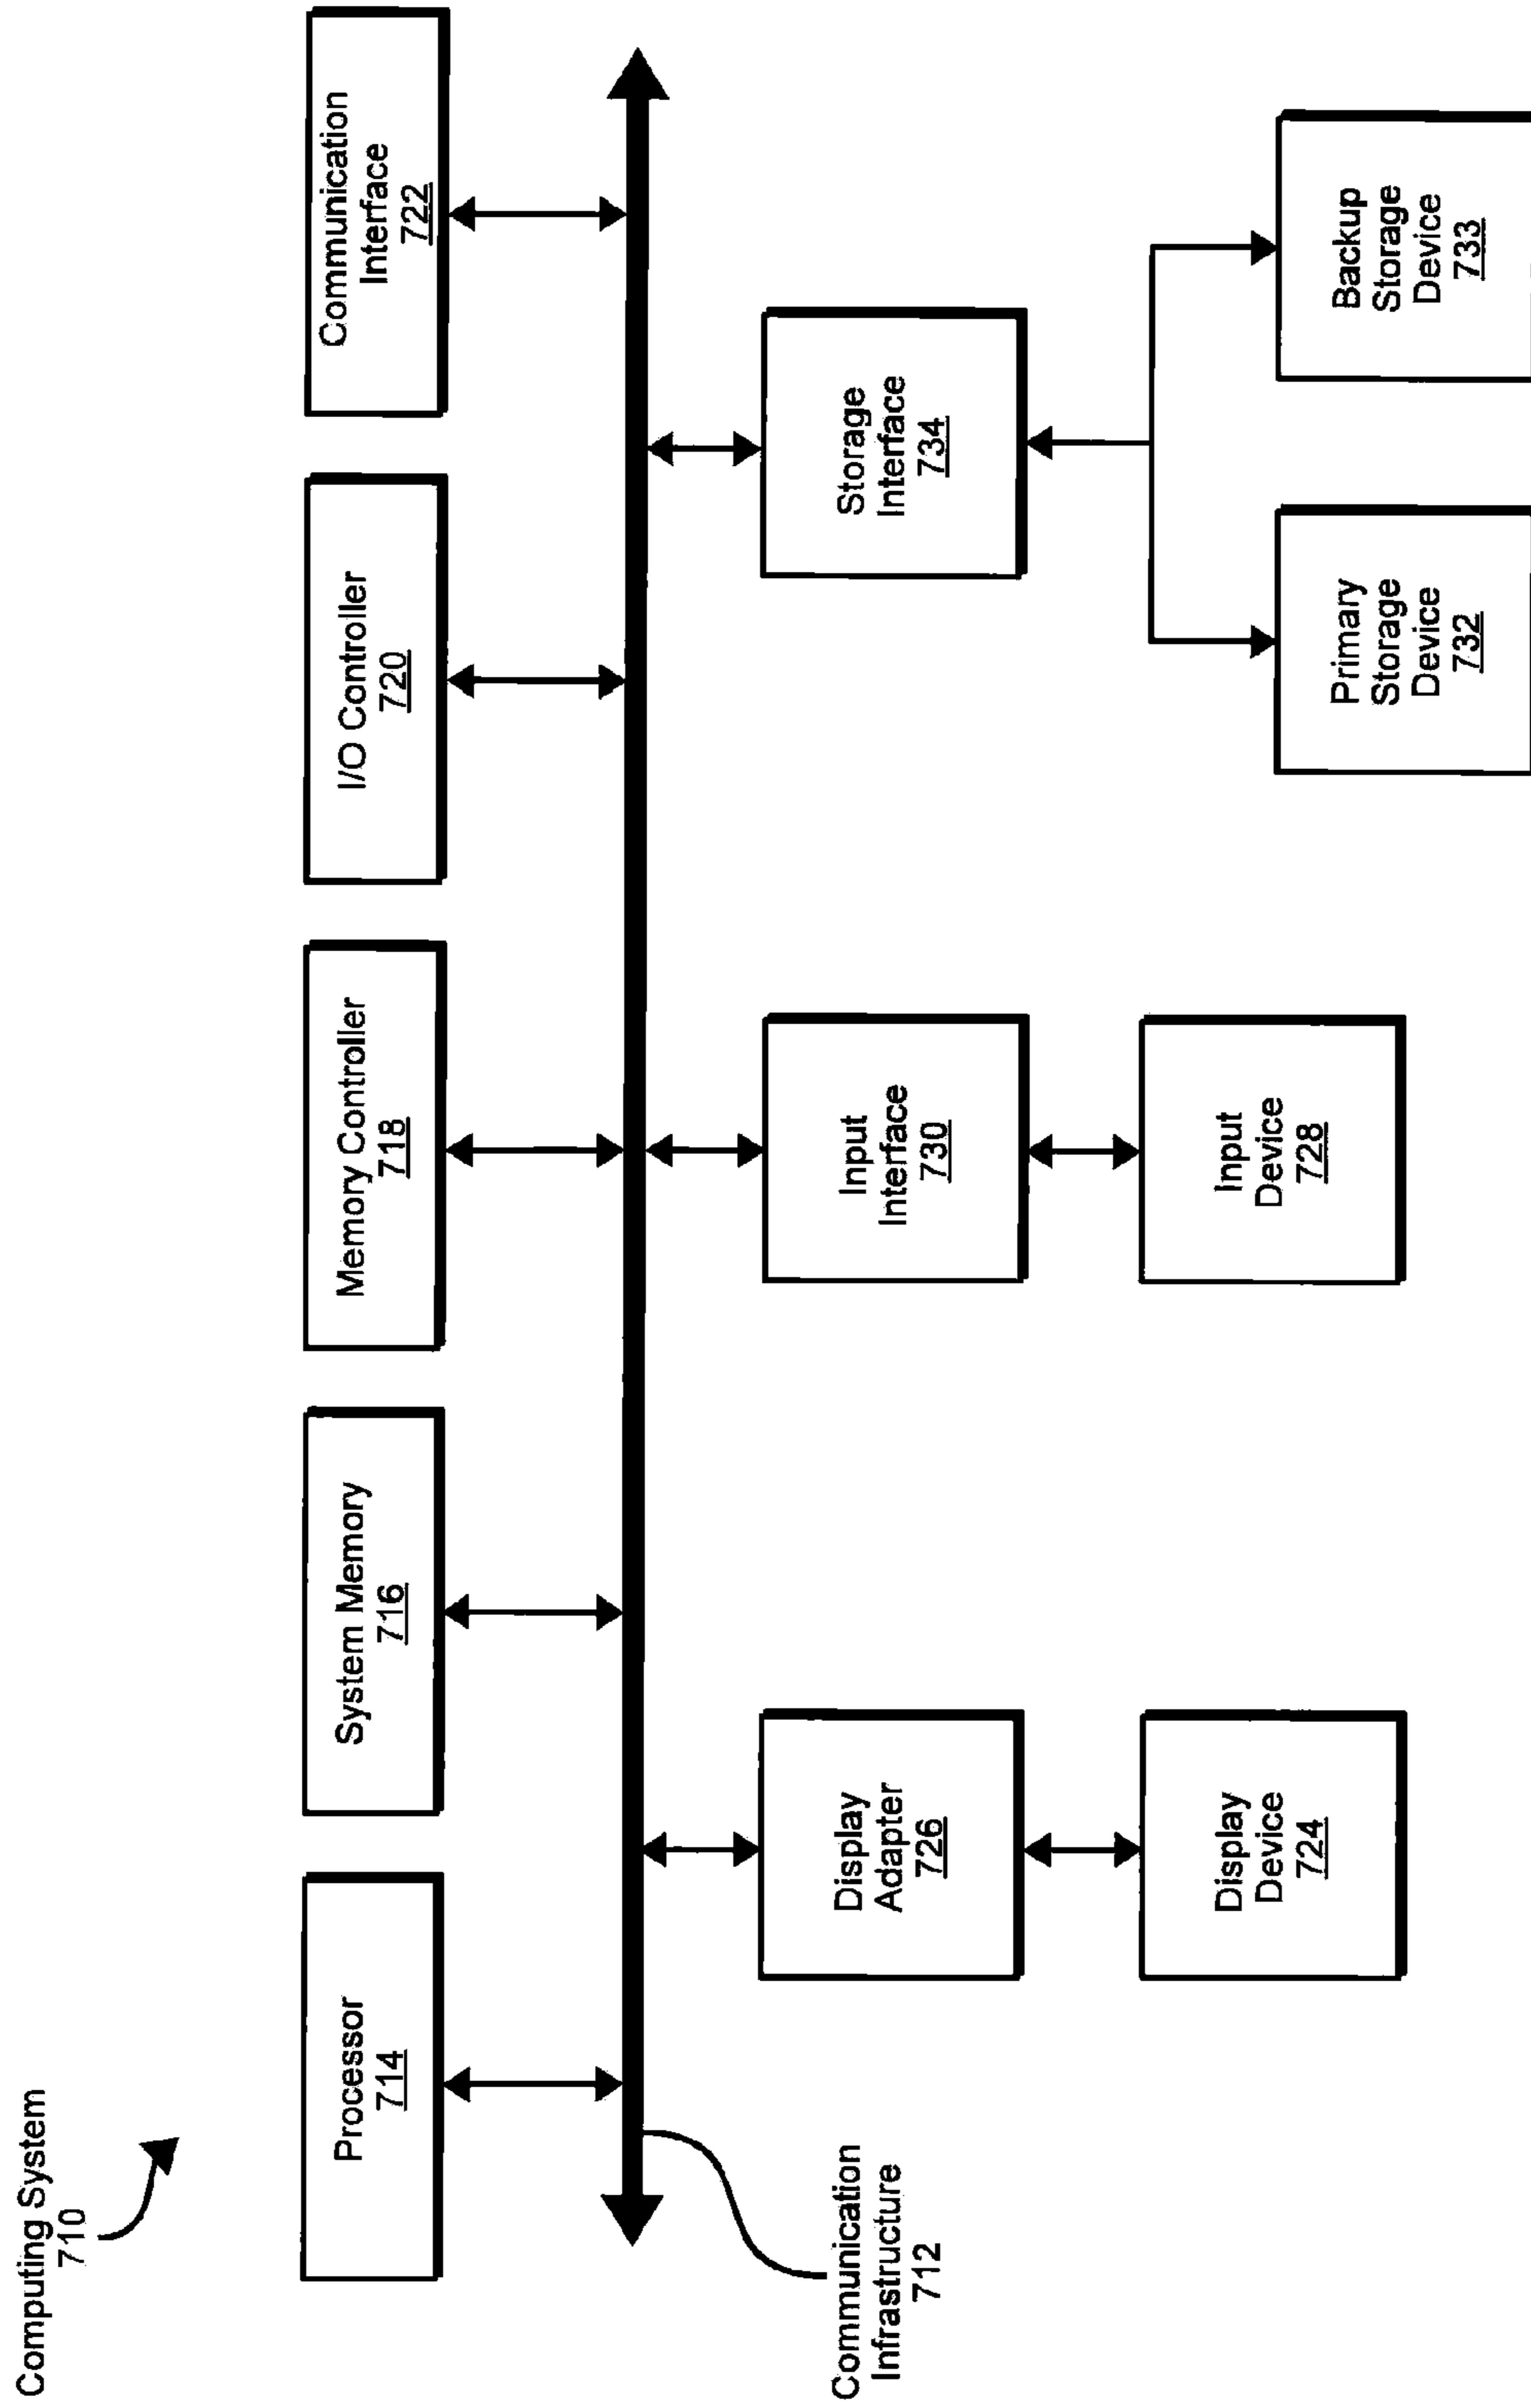 Computing System
710
Processor
714
System Memory
716
Memory Controller
718
I/O Controller
720
Communication
Interface
722
Communication
Infrastructure
712
Display
Adapter
726
Input
Interface
730
Storage
Interface
734
Display
Device
724
Input
Device
728
Primary
Storage
Device
732
Backup
Storage
Device
733